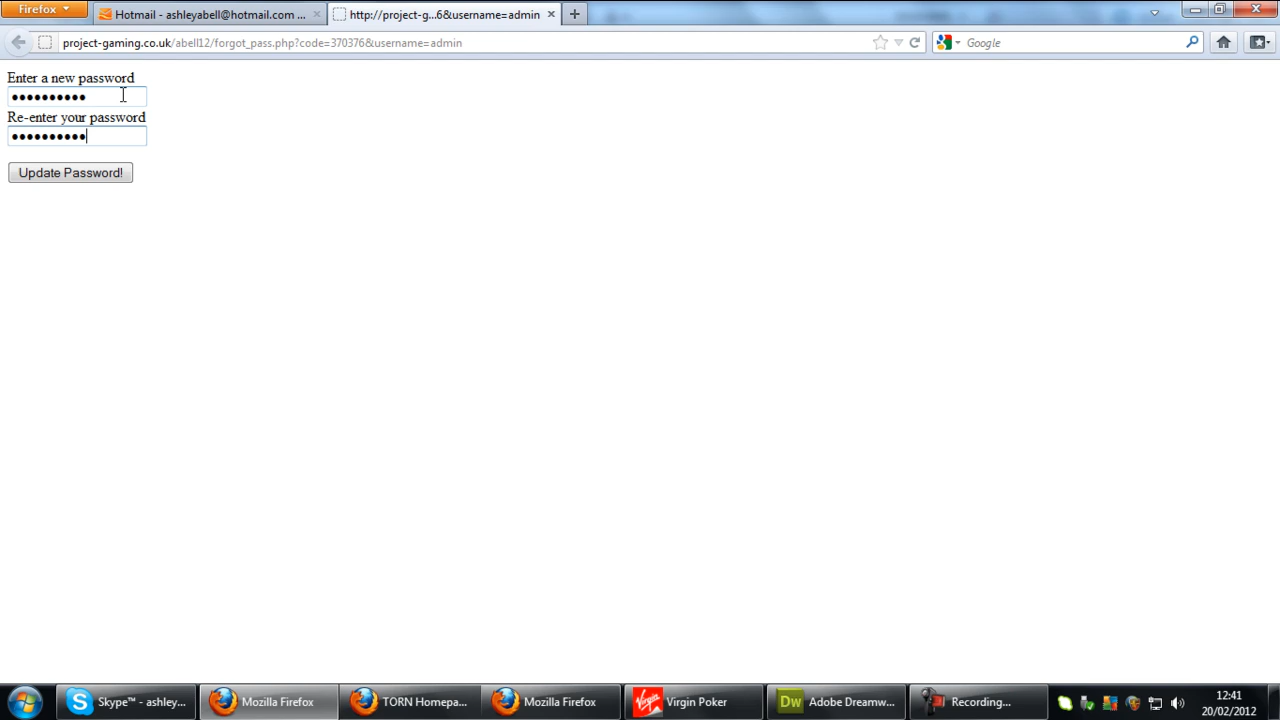 Firefox
Hotmail - ashleyabell@hotmail.com ...
http://project-g...6&username=admin
project-gaming.co.uk/abell12/forgot_pass.php?code=370376&username=admin
Google
Enter a new password
••••••••••
Re-enter your password
••••••••••
Update Password!
Skype™ - ashley...
Mozilla Firefox
TORN Homepa...
Mozilla Firefox
Virgin Poker
Dw Adobe Dreamw...
Recording...
12:41
20/02/2012